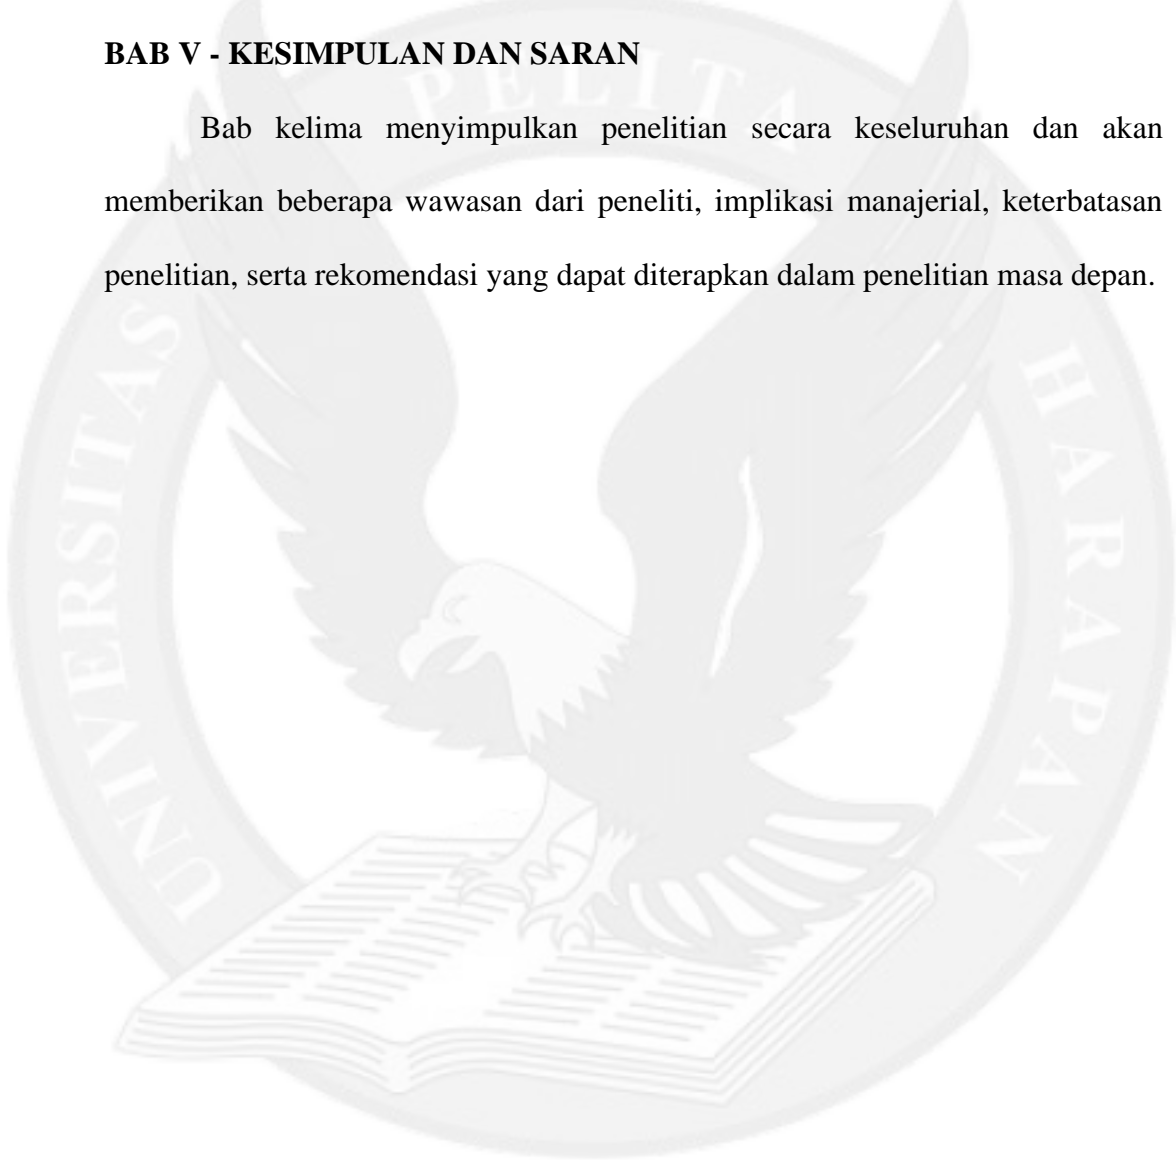 BAB V - KESIMPULAN DAN SARAN
PELITA
Bab kelima menyimpulkan penelitian secara keseluruhan dan akan
memberikan beberapa wawasan dari peneliti, implikasi manajerial, keterbatasan
penelitian, serta rekomendasi yang dapat diterapkan dalam penelitian masa depan.
UNIVERSITAS
HARAPAN